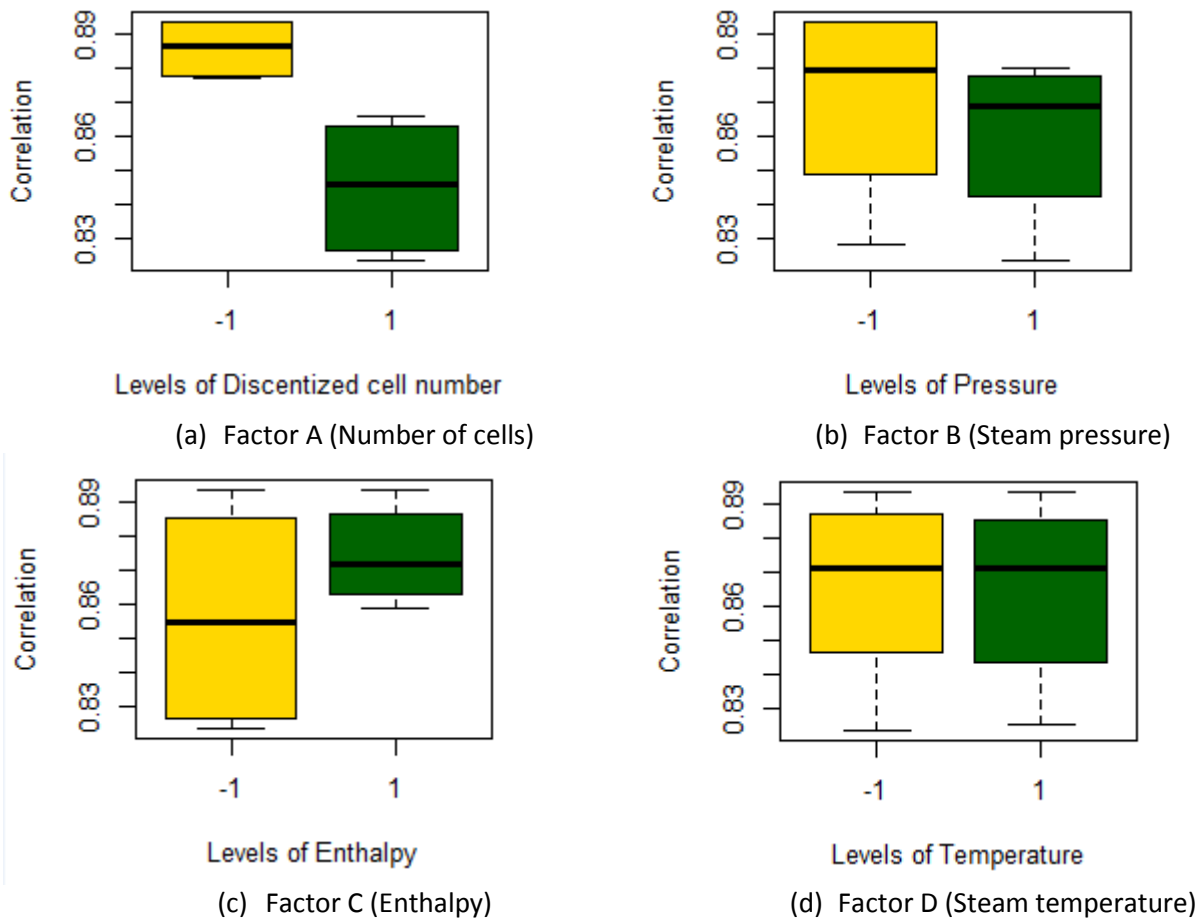 0.89
0.86
0.83
Correlation
-1 1
Levels of Discentized cell number
(a) Factor A (Number of cells)
0.89
0.86
0.83
Correlation
-1 1
Levels of Pressure
(b) Factor B (Steam pressure)
0.89
0.86
0.83
Correlation
-1 1
Levels of Enthalpy
(c) Factor C (Enthalpy)
0.89
0.86
0.83
Correlation
-1 1
Levels of Temperature
(d) Factor D (Steam temperature)